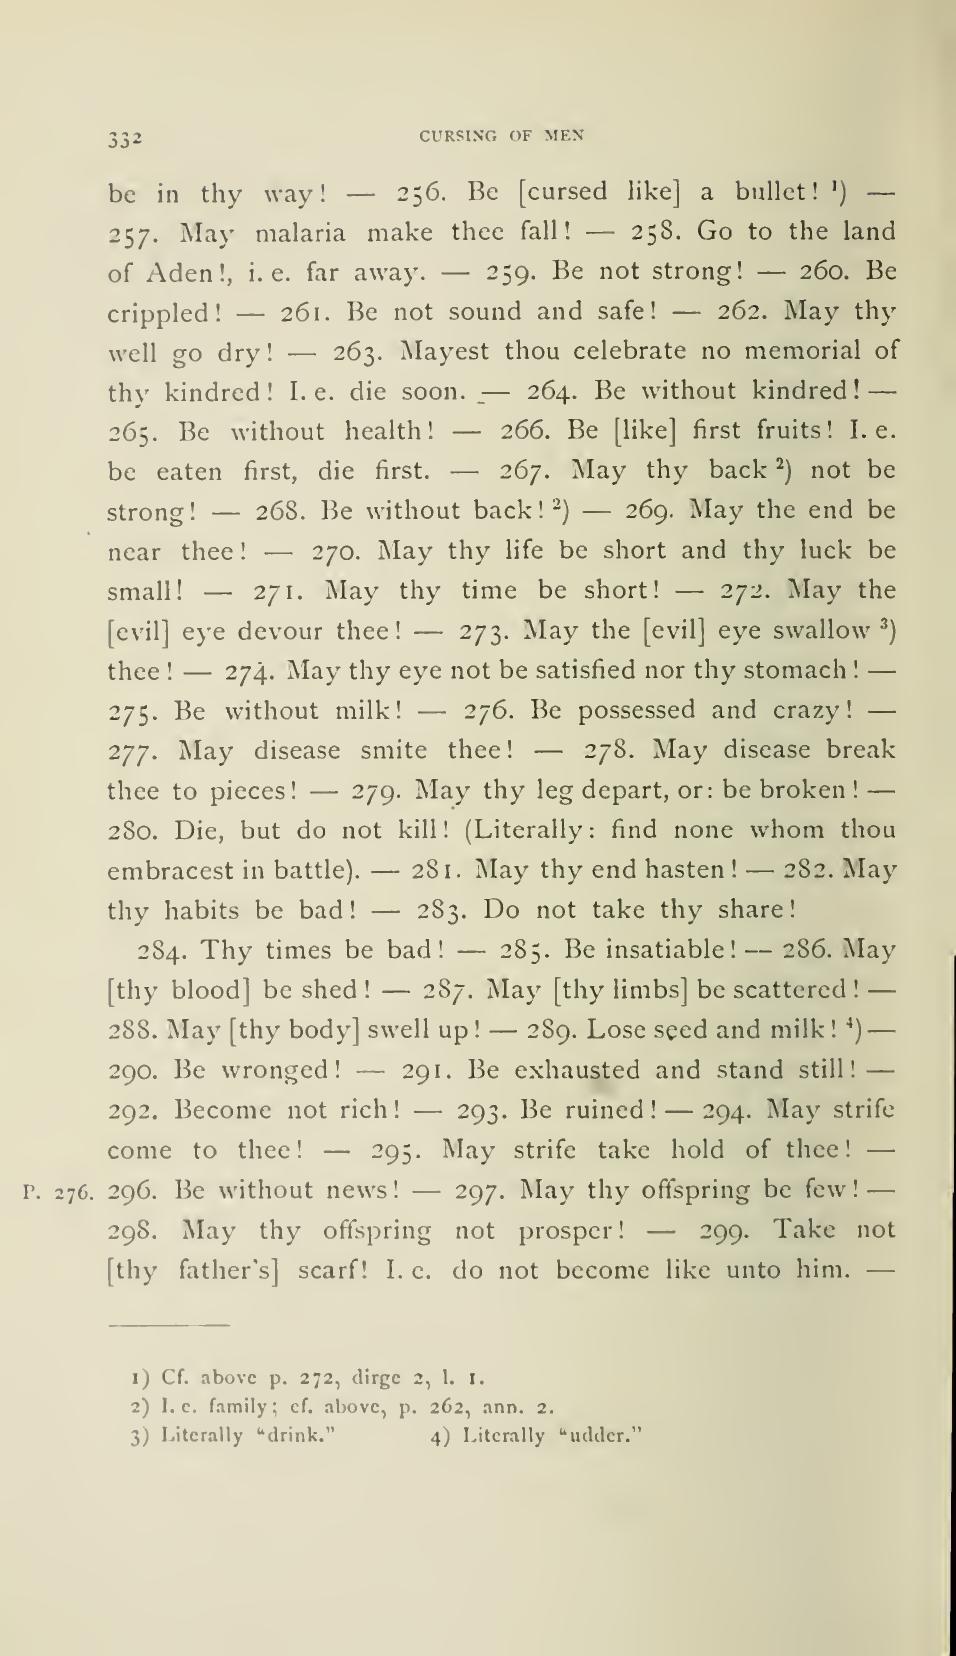 332 CURSING OF MEN
be in thy way! — 256. Be [cursed like] a bullet! ¹) —
257. May malaria make thee fall! — 258. Go to the land
of Aden!, i. e. far away. — 259. Be not strong! — 260. Be
crippled! — 261. Be not sound and safe! — 262. May thy
well go dry! — 263. Mayest thou celebrate no memorial of
thy kindred! I. e. die soon. — 264. Be without kindred! —
265. Be without health! — 266. Be [like] first fruits! I. e.
be eaten first, die first. — 267. May thy back ²) not be
strong! — 268. Be without back! ²) — 269. May the end be
near thee! — 270. May thy life be short and thy luck be
small! — 271. May thy time be short! — 272. May the
[evil] eye devour thee! — 273. May the [evil] eye swallow ³)
thee! — 274. May thy eye not be satisfied nor thy stomach! —
275. Be without milk! — 276. Be possessed and crazy! —
277. May disease smite thee! — 278. May disease break
thee to pieces! — 279. May thy leg depart, or: be broken! —
280. Die, but do not kill! (Literally: find none whom thou
embracest in battle). — 281. May thy end hasten! — 282. May
thy habits be bad! — 283. Do not take thy share!
284. Thy times be bad! — 285. Be insatiable! — 286. May
[thy blood] be shed! — 287. May [thy limbs] be scattered! —
288. May [thy body] swell up! — 289. Lose seed and milk! ⁴) —
290. Be wronged! — 291. Be exhausted and stand still! —
292. Become not rich! — 293. Be ruined! — 294. May strife
come to thee! — 295. May strife take hold of thee! —
P. 276. 296. Be without news! — 297. May thy offspring be few! —
298. May thy offspring not prosper! — 299. Take not
[thy father's] scarf! I. e. do not become like unto him. —
1) Cf. above p. 272, dirge 2, l. 1.
2) I. e. family; cf. above, p. 262, ann. 2.
3) Literally "drink." 4) Literally "udder."